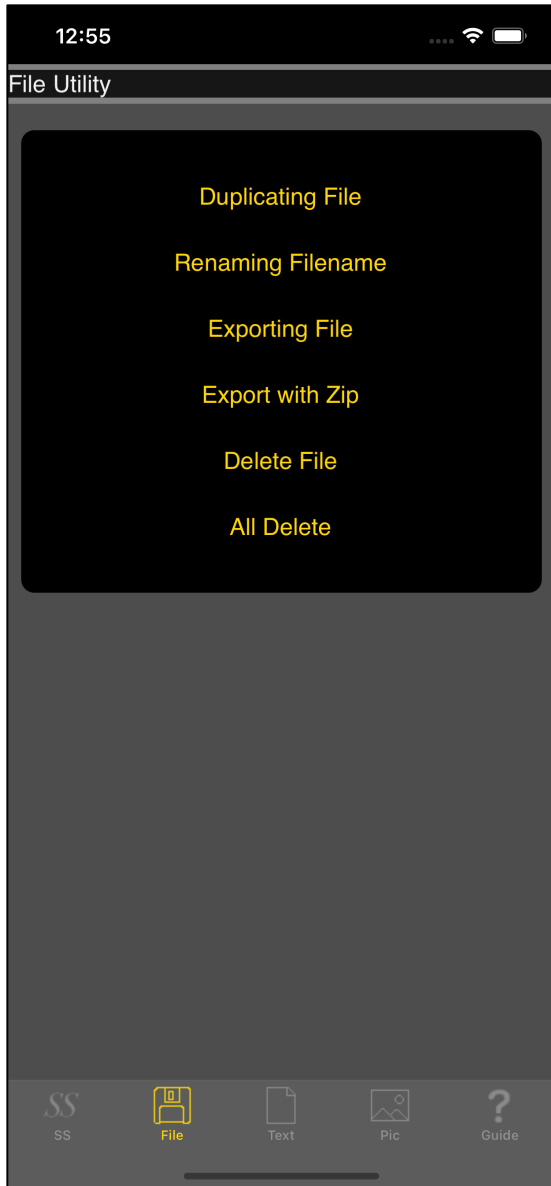 12:55
File Utility
Duplicating File
Renaming Filename
Exporting File
Export with Zip
Delete File
All Delete
SS
SS File Text Pic Guide